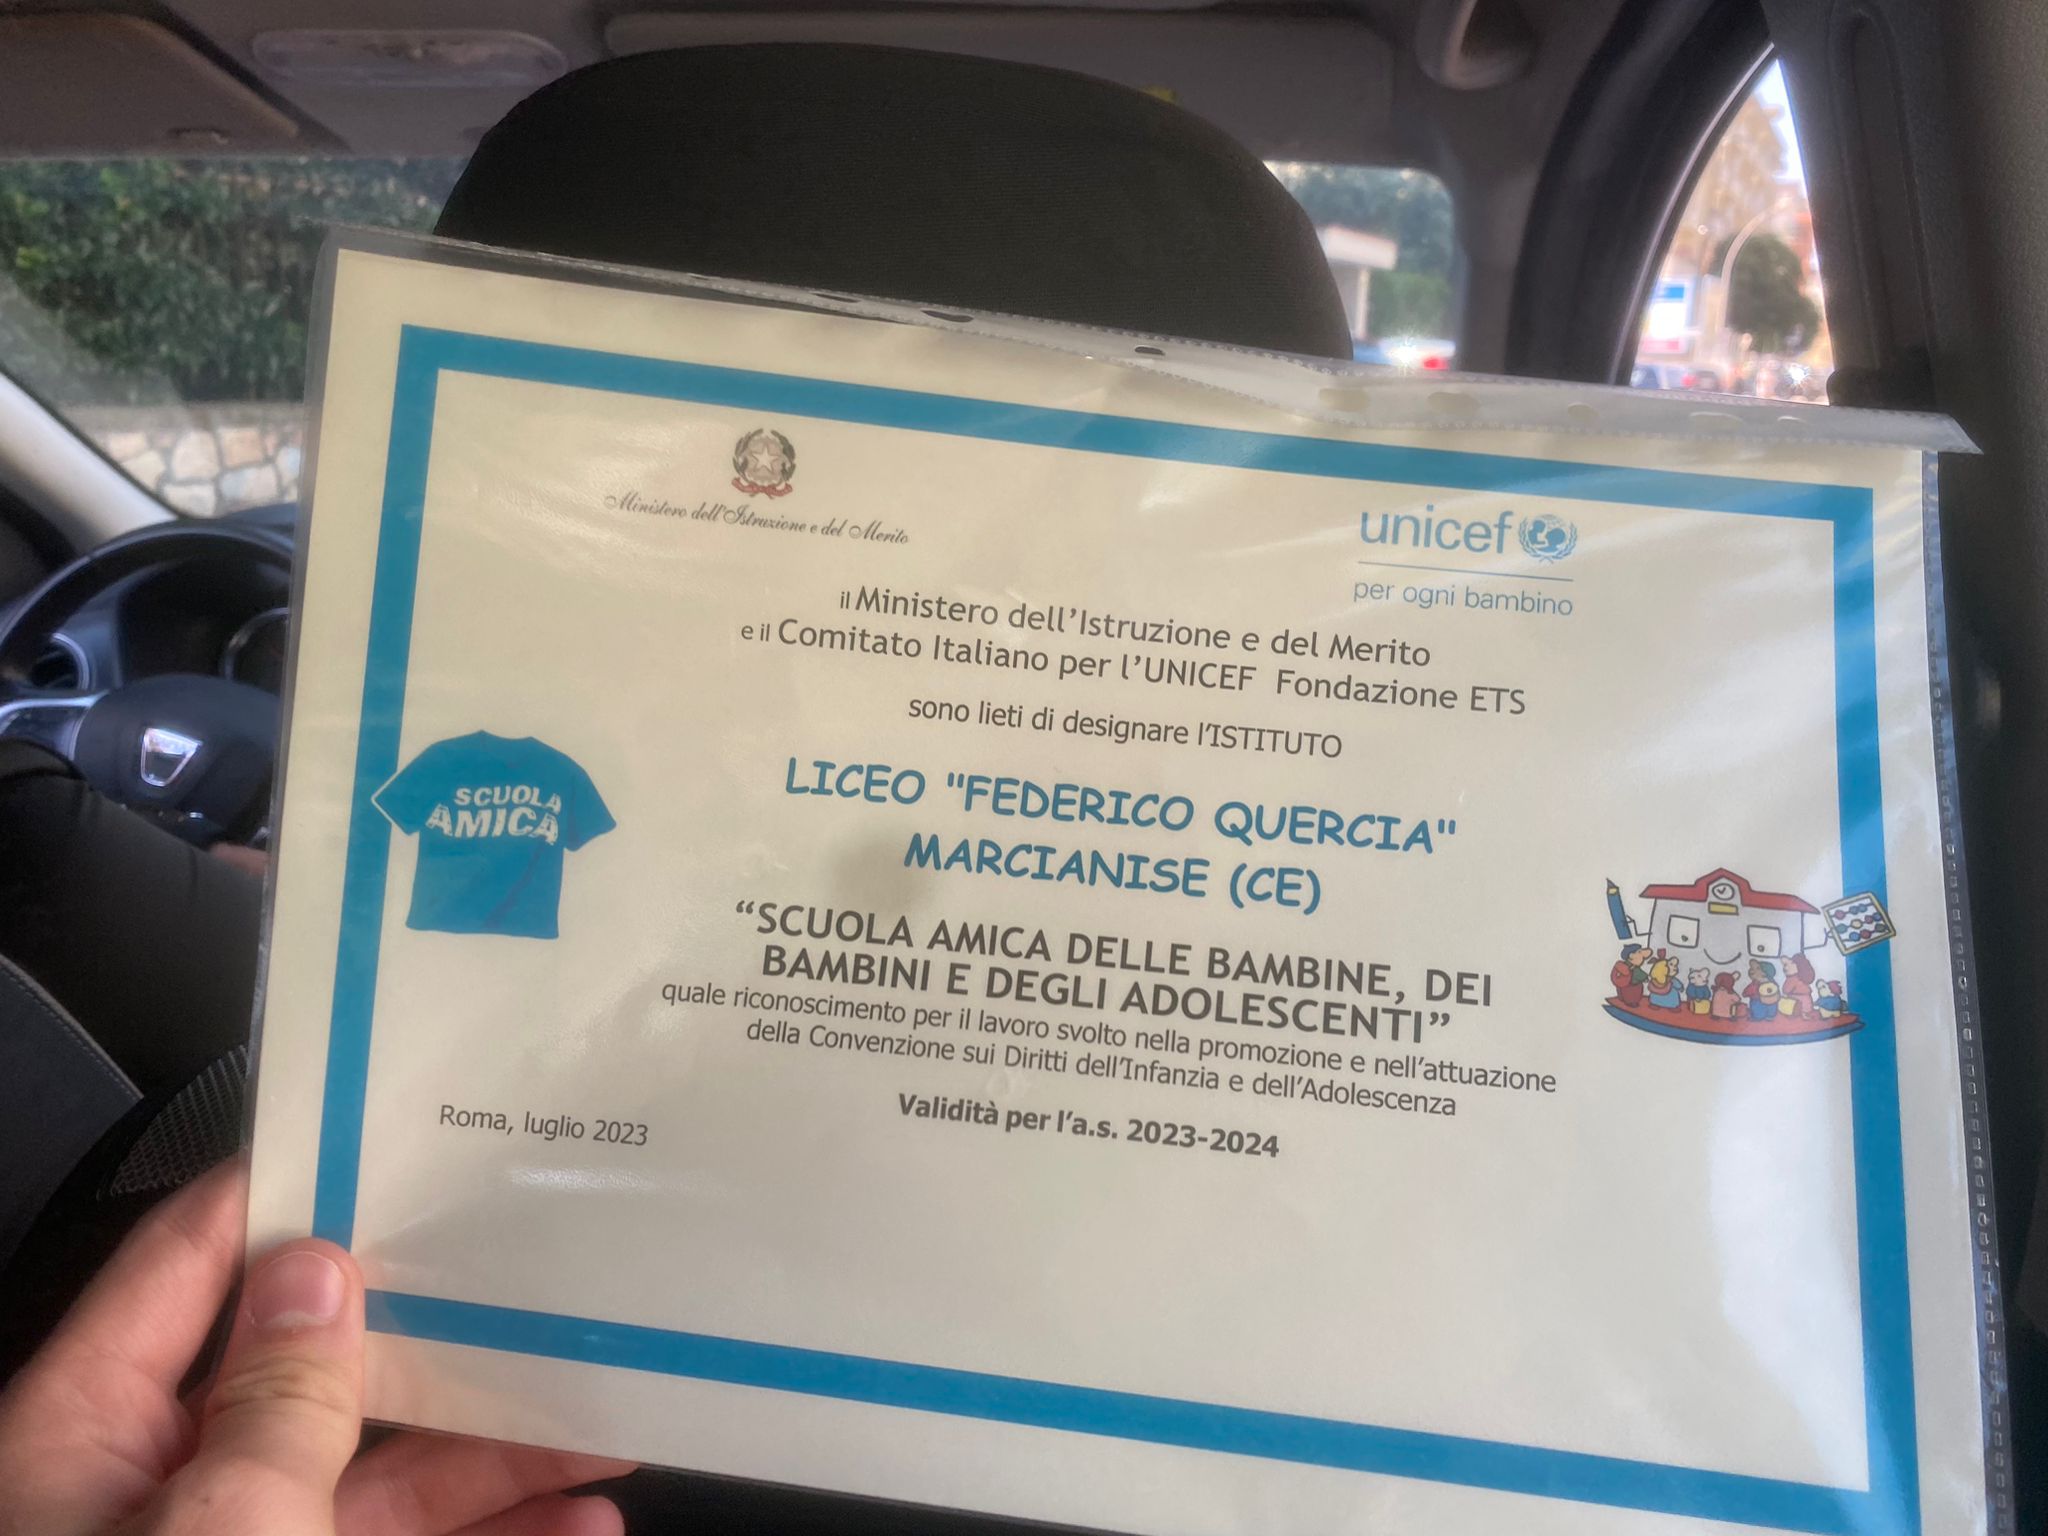 Ministero dell'Istruzione e del Merito
unicef
per ogni bambino
il Ministero dell'Istruzione e del Merito
e il Comitato Italiano per l'UNICEF Fondazione ETS
sono lieti di designare l'ISTITUTO
LICEO "FEDERICO QUERCIA"
MARCIANISE (CE)
SCUOLA
AMICA
“SCUOLA AMICA DELLE BAMBINE, DEI
BAMBINI E DEGLI ADOLESCENTI”
quale riconoscimento per il lavoro svolto nella promozione e nell'attuazione
della Convenzione sui Diritti dell'Infanzia e dell'Adolescenza
Roma, luglio 2023
Validità per l'a.s. 2023-2024